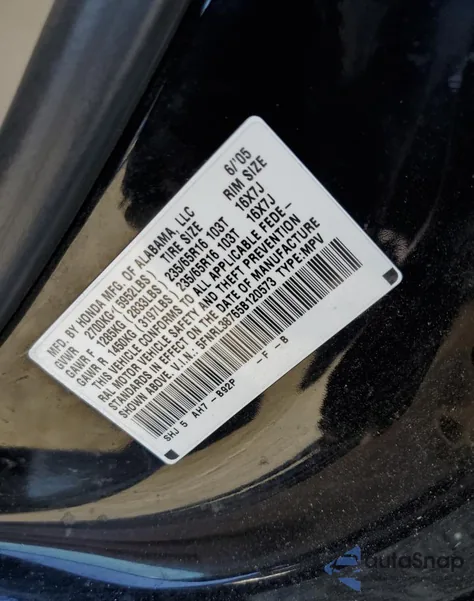 MFD. BY HONDA MFG. OF ALABAMA, LLC 6/'05
GVWR 2700KG(5952LBS) TIRE SIZE RIM SIZE
GAWR F 1285KG(2833LBS) 235/65R16 103T 16X7J
GAWR R 1450KG(3197LBS) 235/65R16 103T 16X7J
THIS VEHICLE CONFORMS TO ALL APPLICABLE FEDE-
RAL MOTOR VEHICLE SAFETY AND THEFT PREVENTION
STANDARDS IN EFFECT ON THE DATE OF MANUFACTURE
SHOWN ABOVE. V.I.N.: 5FNRL38765B120573 TYPE:MPV
SHJ 5 AH7 -B92P -F -B
autoSnap